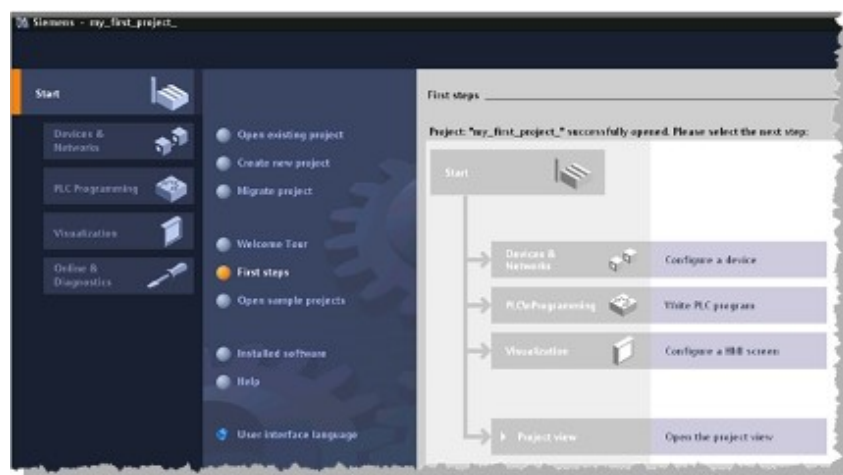 Siemens - my_first_project_
Start
Devices &
Networks
PLC Programming
Visualization
Online &
Diagnostics
Open existing project
Create new project
Migrate project
Welcome Tour
First steps
Open sample projects
Installed software
Help
User interface language
First steps
Project: "my_first_project_" successfully opened. Please select the next step:
Start
Devices &
Networks
Configure a device
PLC Programming
Write PLC program
Visualization
Configure a HMI screen
Project view
Open the project view